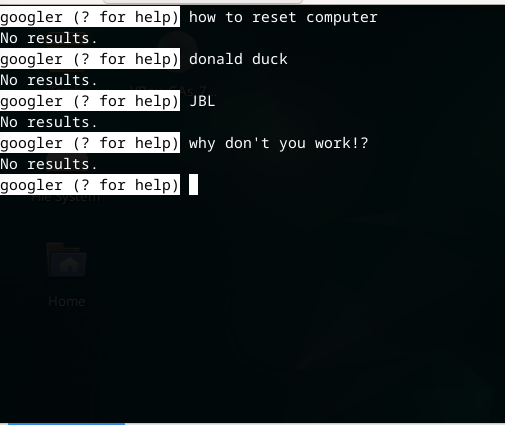 googler (? for help) how to reset computer
No results.
googler (? for help) donald duck
No results.
googler (? for help) JBL
No results.
googler (? for help) why don't you work!?
No results.
googler (? for help)
File System
Home